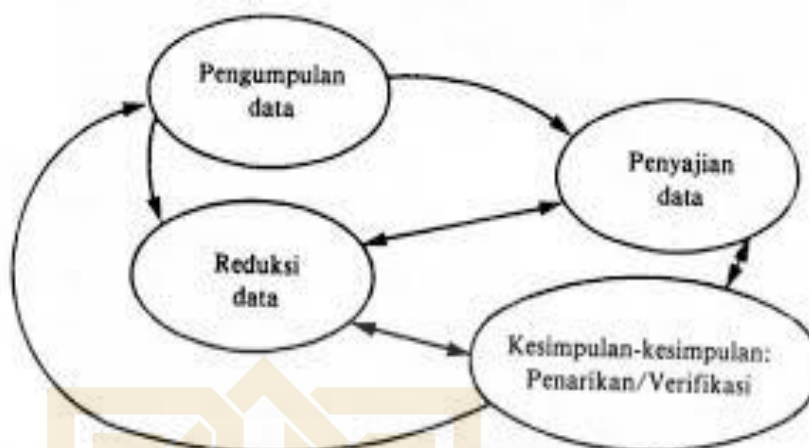 Pengumpulan
data
Penyajian
data
Reduksi
data
Kesimpulan-kesimpulan:
Penarikan/Verifikasi